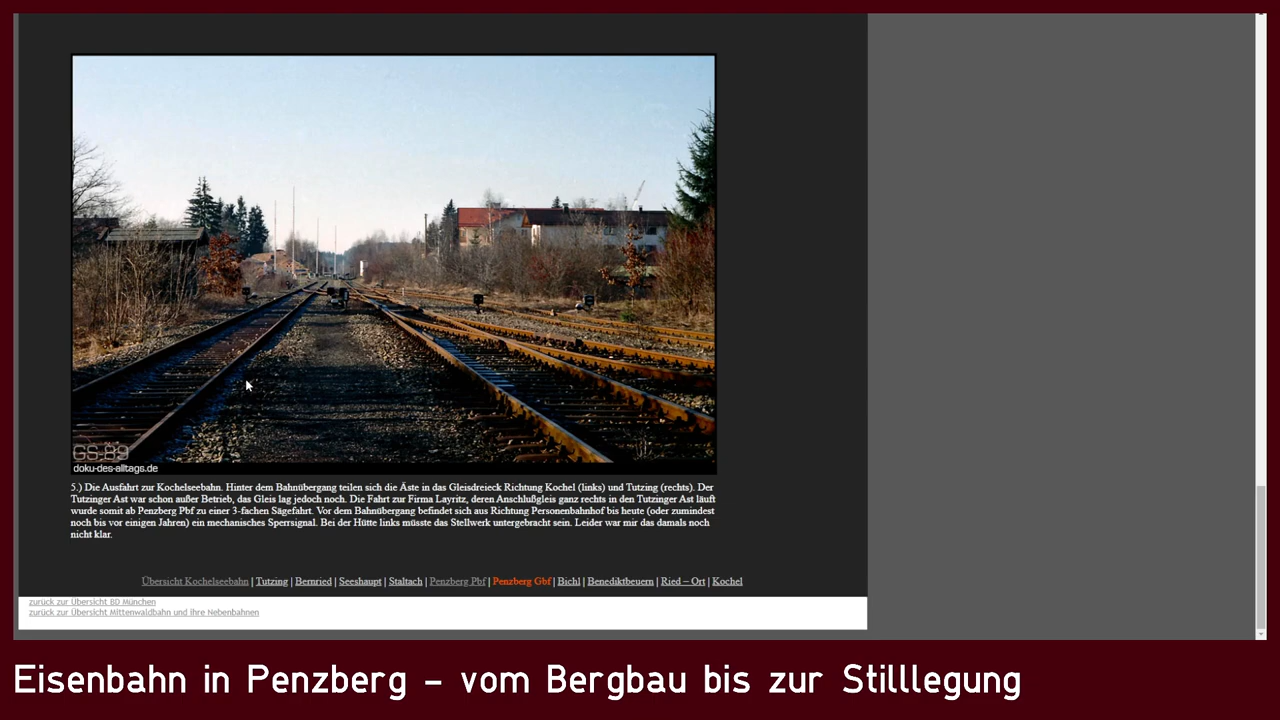 GS-89
doku-des-alltags.de
5.) Die Ausfahrt zur Kochelseebahn. Hinter dem Bahnübergang teilen sich die Äste in das Gleisdreieck Richtung Kochel (links) und Tutzing (rechts). Der
Tutzinger Ast war schon außer Betrieb, das Gleis lag jedoch noch. Die Fahrt zur Firma Layritz, deren Anschlußgleis ganz rechts in den Tutzinger Ast läuft
wurde somit ab Penzberg Pbf zu einer 3-fachen Sägefahrt. Vor dem Bahnübergang befindet sich aus Richtung Personenbahnhof bis heute (oder zumindest
noch bis vor einigen Jahren) ein mechanisches Sperrsignal. Bei der Hütte links müsste das Stellwerk untergebracht sein. Leider war mir das damals noch
nicht klar.
Übersicht Kochelseebahn | Tutzing | Bernried | Seeshaupt | Staltach | Penzberg Pbf | Penzberg Gbf | Bichl | Benediktbeuern | Ried – Ort | Kochel
zurück zur Übersicht BD München
zurück zur Übersicht Mittenwaldbahn und ihre Nebenbahnen
Eisenbahn in Penzberg – vom Bergbau bis zur Stilllegung